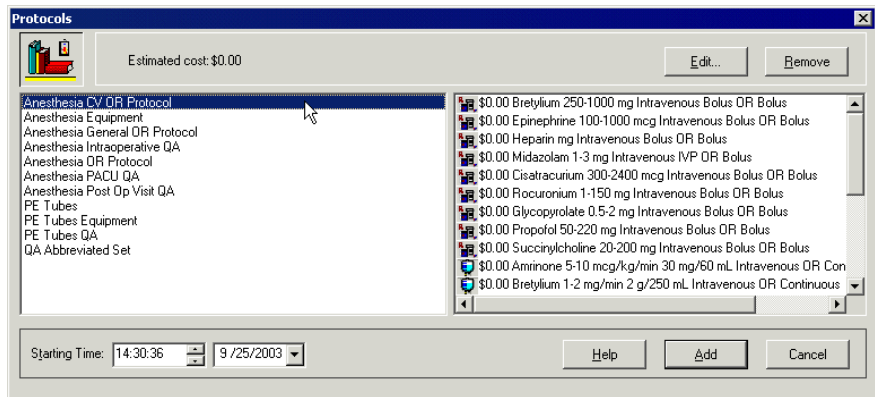 Protocols
Estimated cost: $0.00
Edit...
Remove
Anesthesia CV OR Protocol
Anesthesia Equipment
Anesthesia General OR Protocol
Anesthesia Intraoperative QA
Anesthesia OR Protocol
Anesthesia PACU QA
Anesthesia Post Op Visit QA
PE Tubes
PE Tubes Equipment
PE Tubes QA
QA Abbreviated Set
$0.00 Bretylium 250-1000 mg Intravenous Bolus OR Bolus
$0.00 Epinephrine 100-1000 mcg Intravenous Bolus OR Bolus
$0.00 Heparin mg Intravenous Bolus OR Bolus
$0.00 Midazolam 1-3 mg Intravenous IVP OR Bolus
$0.00 Cisatracurium 300-2400 mcg Intravenous Bolus OR Bolus
$0.00 Rocuronium 1-150 mg Intravenous Bolus OR Bolus
$0.00 Glycopyrolate 0.5-2 mg Intravenous Bolus OR Bolus
$0.00 Propofol 50-220 mg Intravenous Bolus OR Bolus
$0.00 Succinylcholine 20-200 mg Intravenous Bolus OR Bolus
$0.00 Amrinone 5-10 mcg/kg/min 30 mg/60 mL Intravenous OR Con
$0.00 Bretylium 1-2 mg/min 2 g/250 mL Intravenous OR Continuous
Starting Time: 14:30:36 9 /25/2003
Help
Add
Cancel